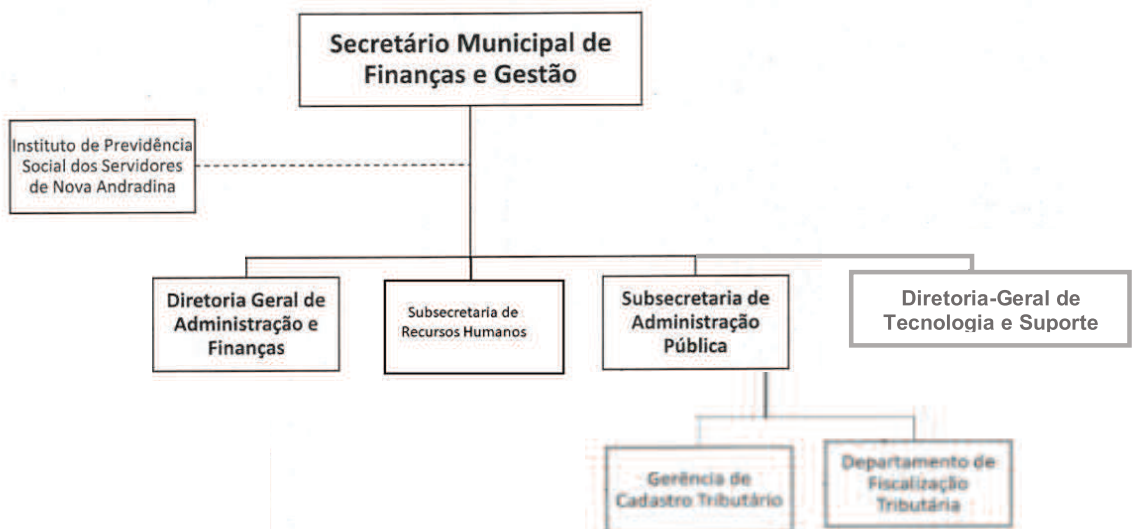 Secretário Municipal de
Finanças e Gestão
Instituto de Previdência
Social dos Servidores
de Nova Andradina
Diretoria Geral de
Administração e
Finanças
Subsecretaria de
Recursos Humanos
Subsecretaria de
Administração
Pública
Diretoria-Geral de
Tecnologia e Suporte
Gerência de
Cadastro Tributário
Departamento de
Fiscalização
Tributária